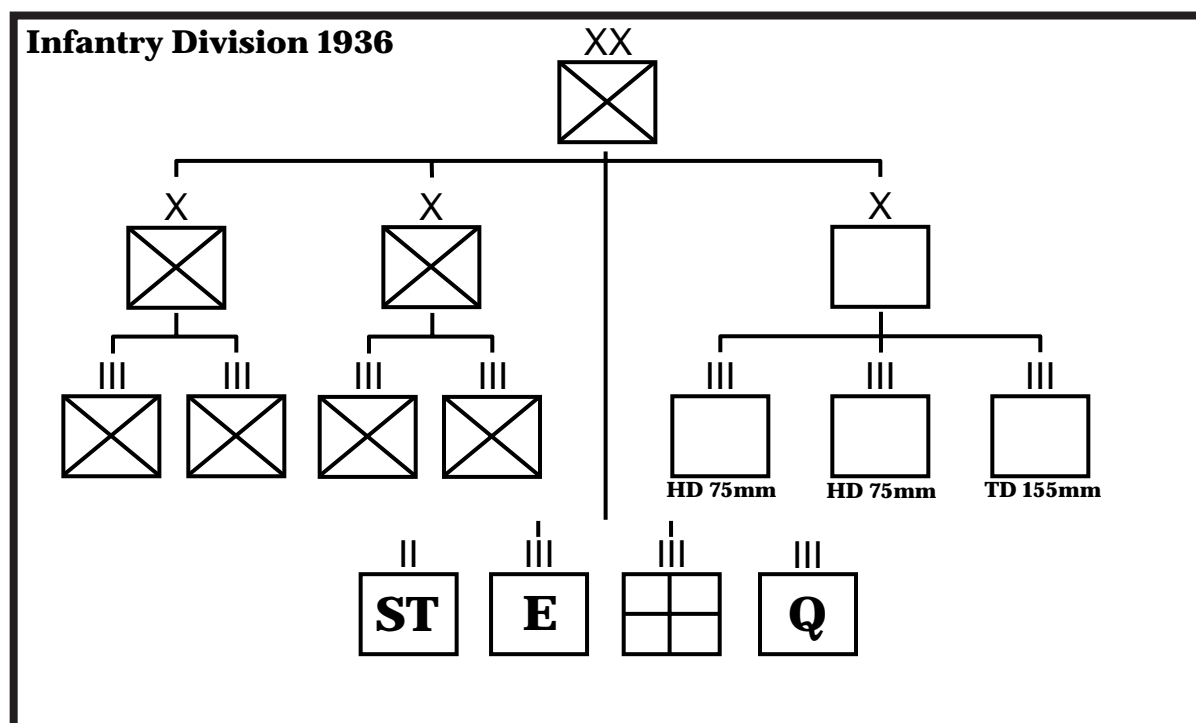 Infantry Division 1936
XX
X X X
III III III III III III III
HD 75mm HD 75mm TD 155mm
II III III III
ST E Q